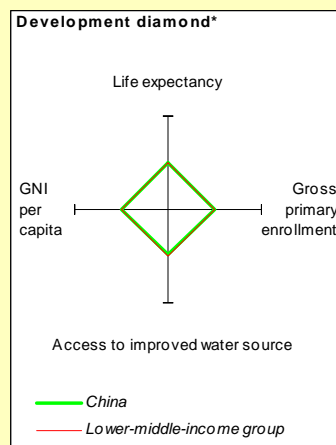 Development diamond*
Life expectancy
GNI
per
capita
Gross
primary
enrollment
Access to improved water source
China
Lower-middle-income group